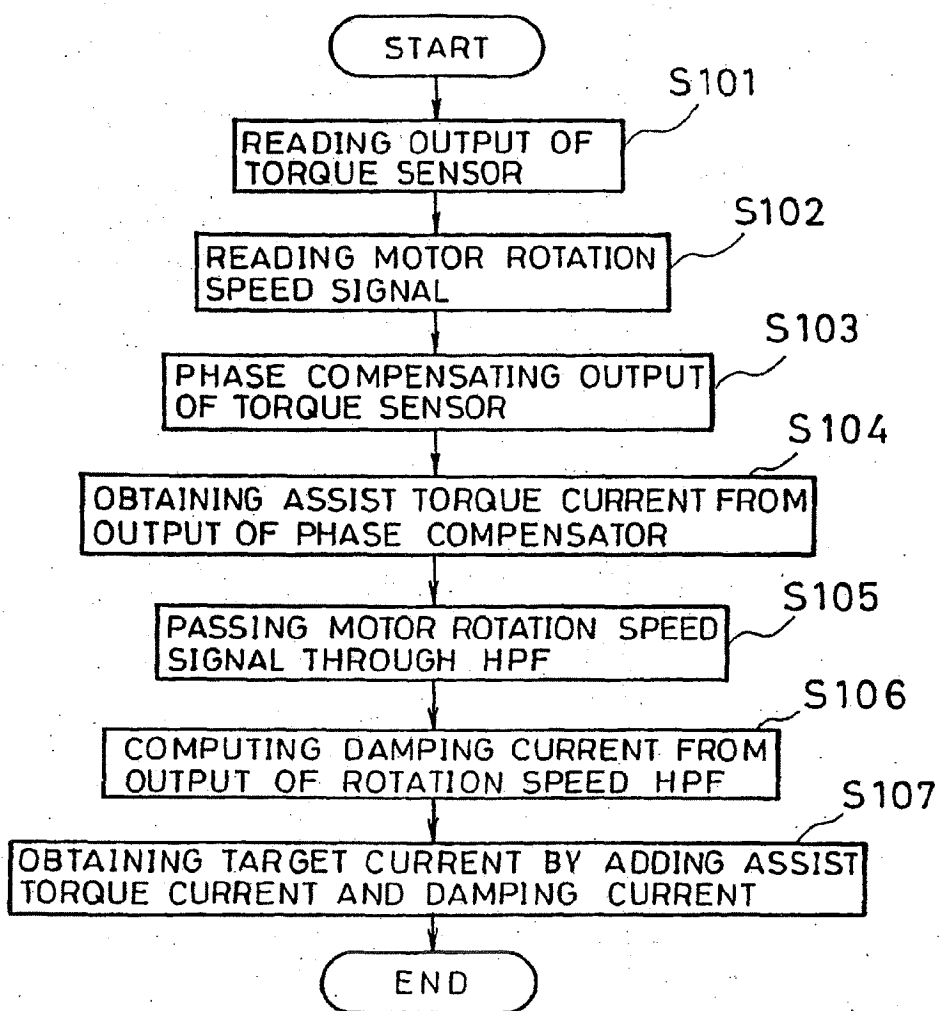 START
S101
READING OUTPUT OF
TORQUE SENSOR
S102
READING MOTOR ROTATION
SPEED SIGNAL
S103
PHASE COMPENSATING OUTPUT
OF TORQUE SENSOR
S104
OBTAINING ASSIST TORQUE CURRENT FROM
OUTPUT OF PHASE COMPENSATOR
S105
PASSING MOTOR ROTATION SPEED
SIGNAL THROUGH HPF
S106
COMPUTING DAMPING CURRENT FROM
OUTPUT OF ROTATION SPEED HPF
S107
OBTAINING TARGET CURRENT BY ADDING ASSIST
TORQUE CURRENT AND DAMPING CURRENT
END